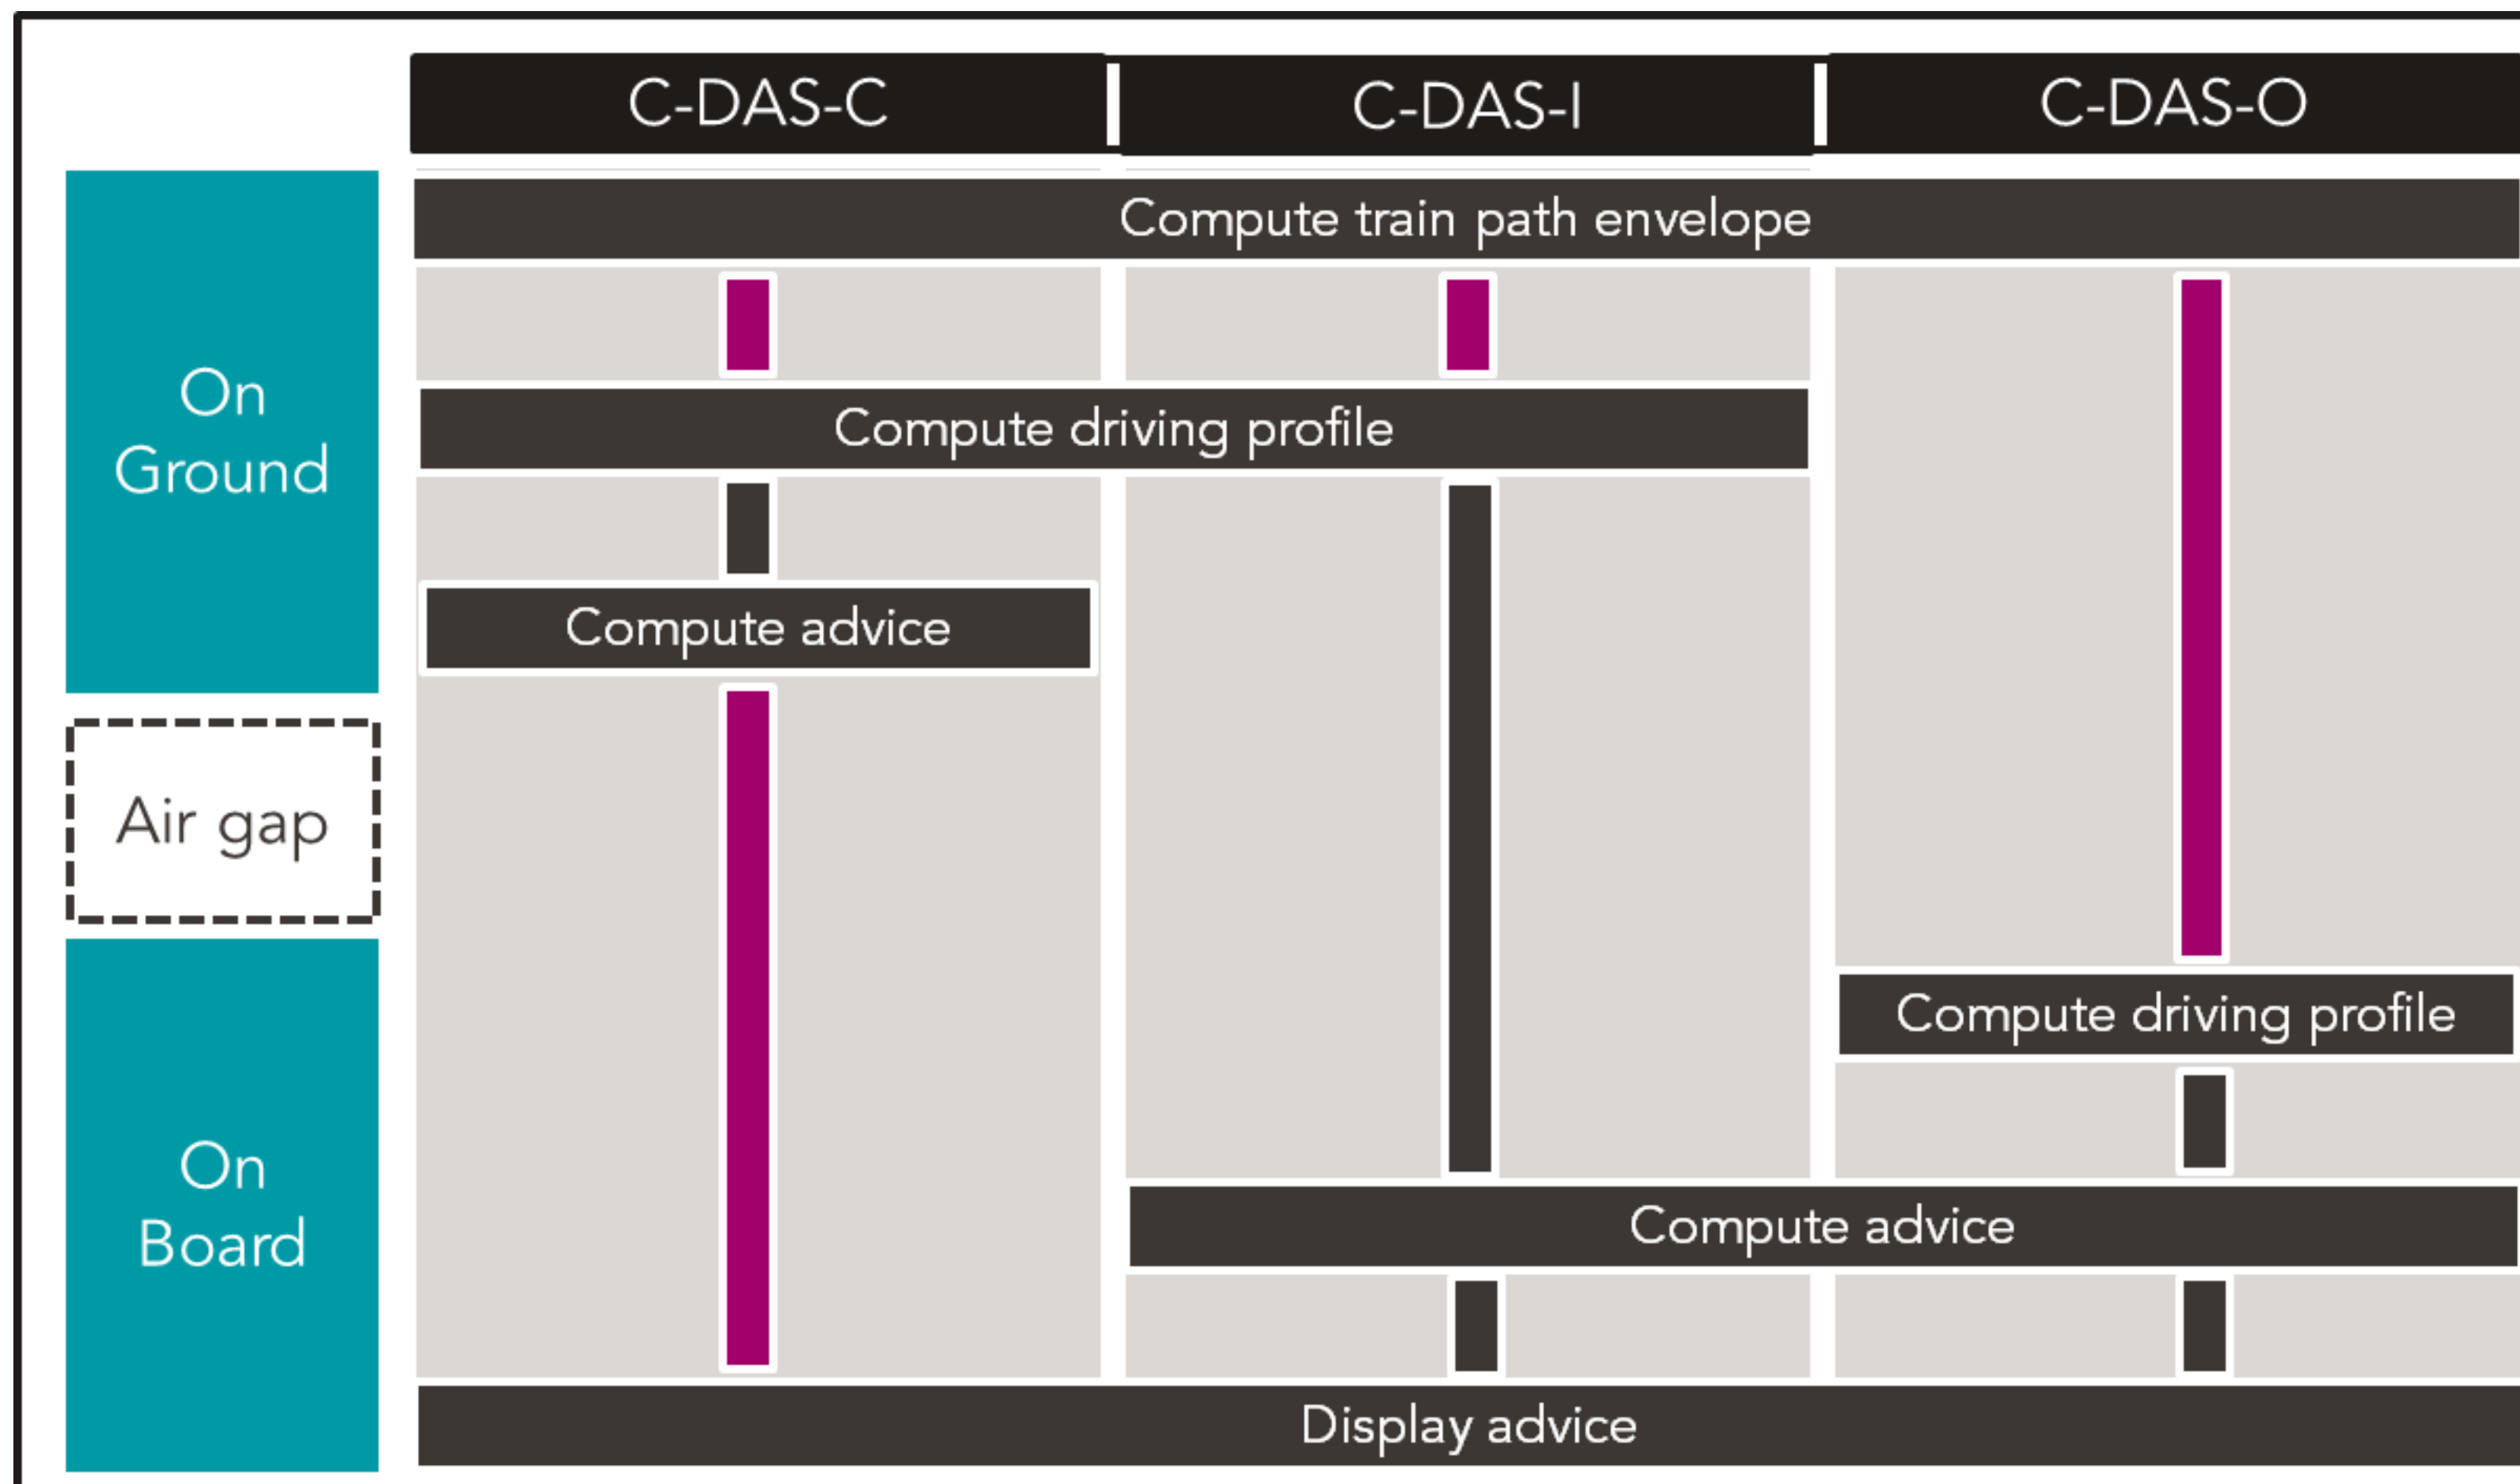 C-DAS-C
C-DAS-I
C-DAS-O
Compute train path envelope
On
Ground
Compute driving profile
Compute advice
Air gap
Compute driving profile
On
Board
Compute advice
Display advice